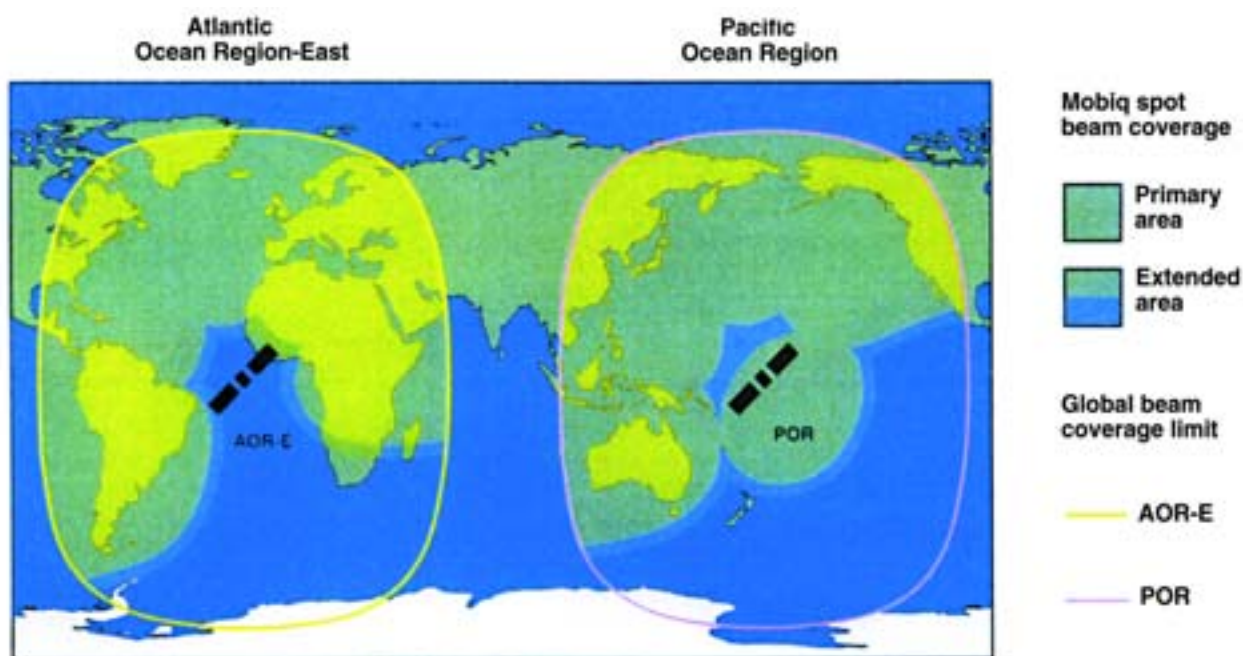 Atlantic
Ocean Region-East
Pacific
Ocean Region
Mobiq spot
beam coverage
Primary
area
Extended
area
Global beam
coverage limit
AOR-E
POR
AOR-E
POR